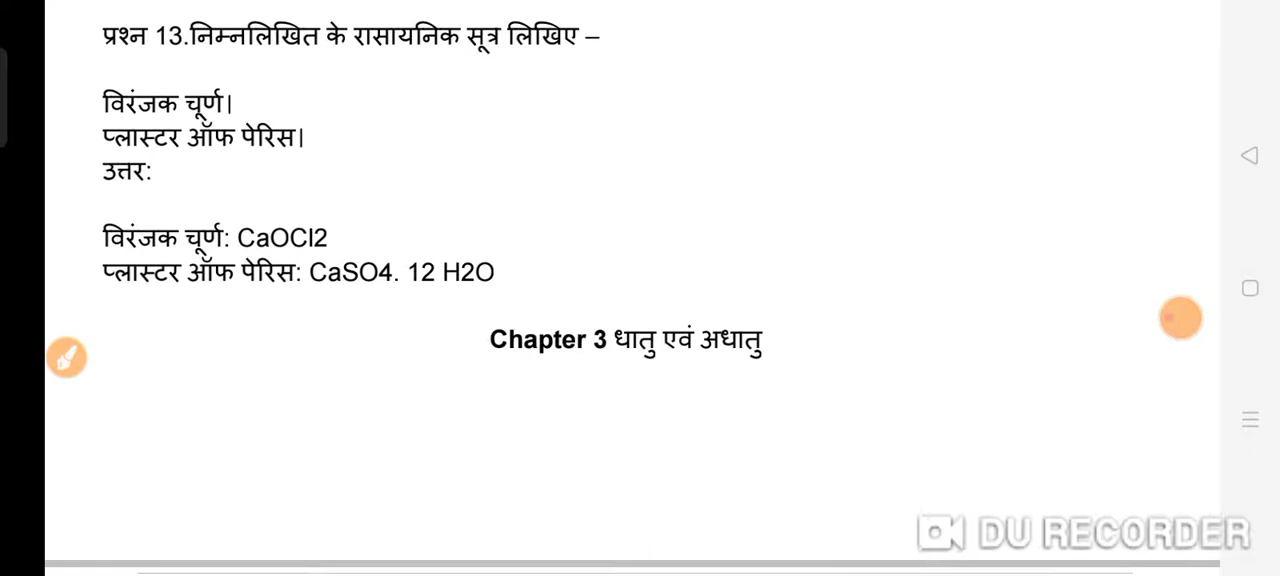 प्रश्न 13.निम्नलिखित के रासायनिक सूत्र लिखिए –
विरंजक चूर्ण।
प्लास्टर ऑफ पेरिस।
उत्तर:
विरंजक चूर्ण: CaOCl2
प्लास्टर ऑफ पेरिस: CaSO4. 12 H2O
Chapter 3 धातु एवं अधातु
DU RECORDER